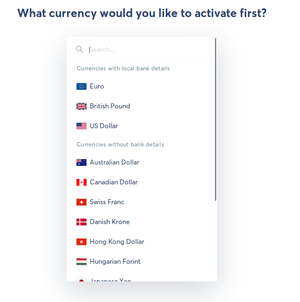 What currency would you like to activate first?
Search...
Currencies with local bank details
Euro
British Pound
US Dollar
Currencies without bank details
Australian Dollar
Canadian Dollar
Swiss Franc
Danish Krone
Hong Kong Dollar
Hungarian Forint
Japanese Yen